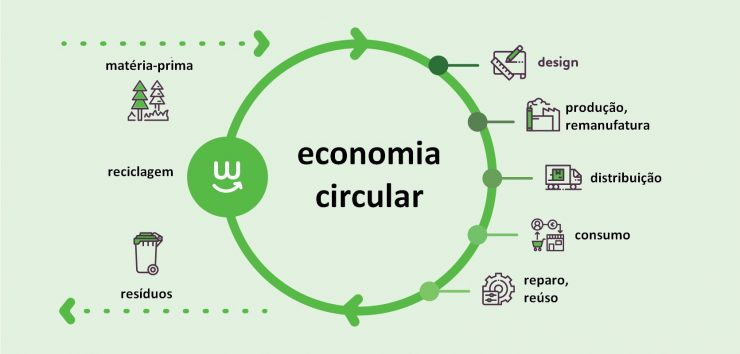 matéria-prima
design
produção,
remanufatura
economia
circular
reciclagem
w
distribuição
consumo
resíduos
reparo,
reúso